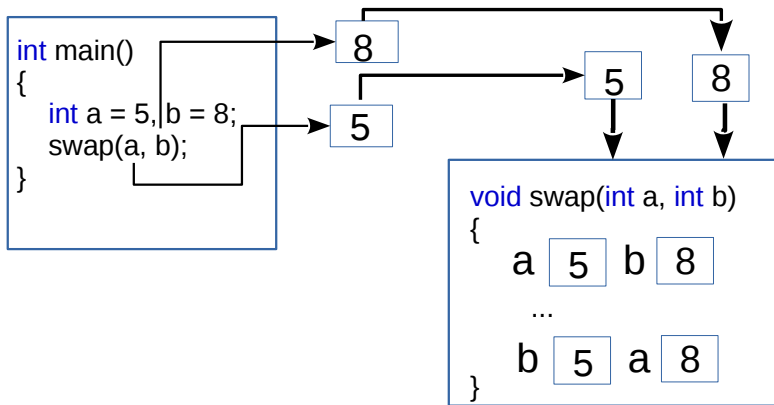 int main()
{
int a = 5, b = 8;
swap(a, b);
}
8
5
5
8
void swap(int a, int b)
{
a 5 b 8
...
b 5 a 8
}